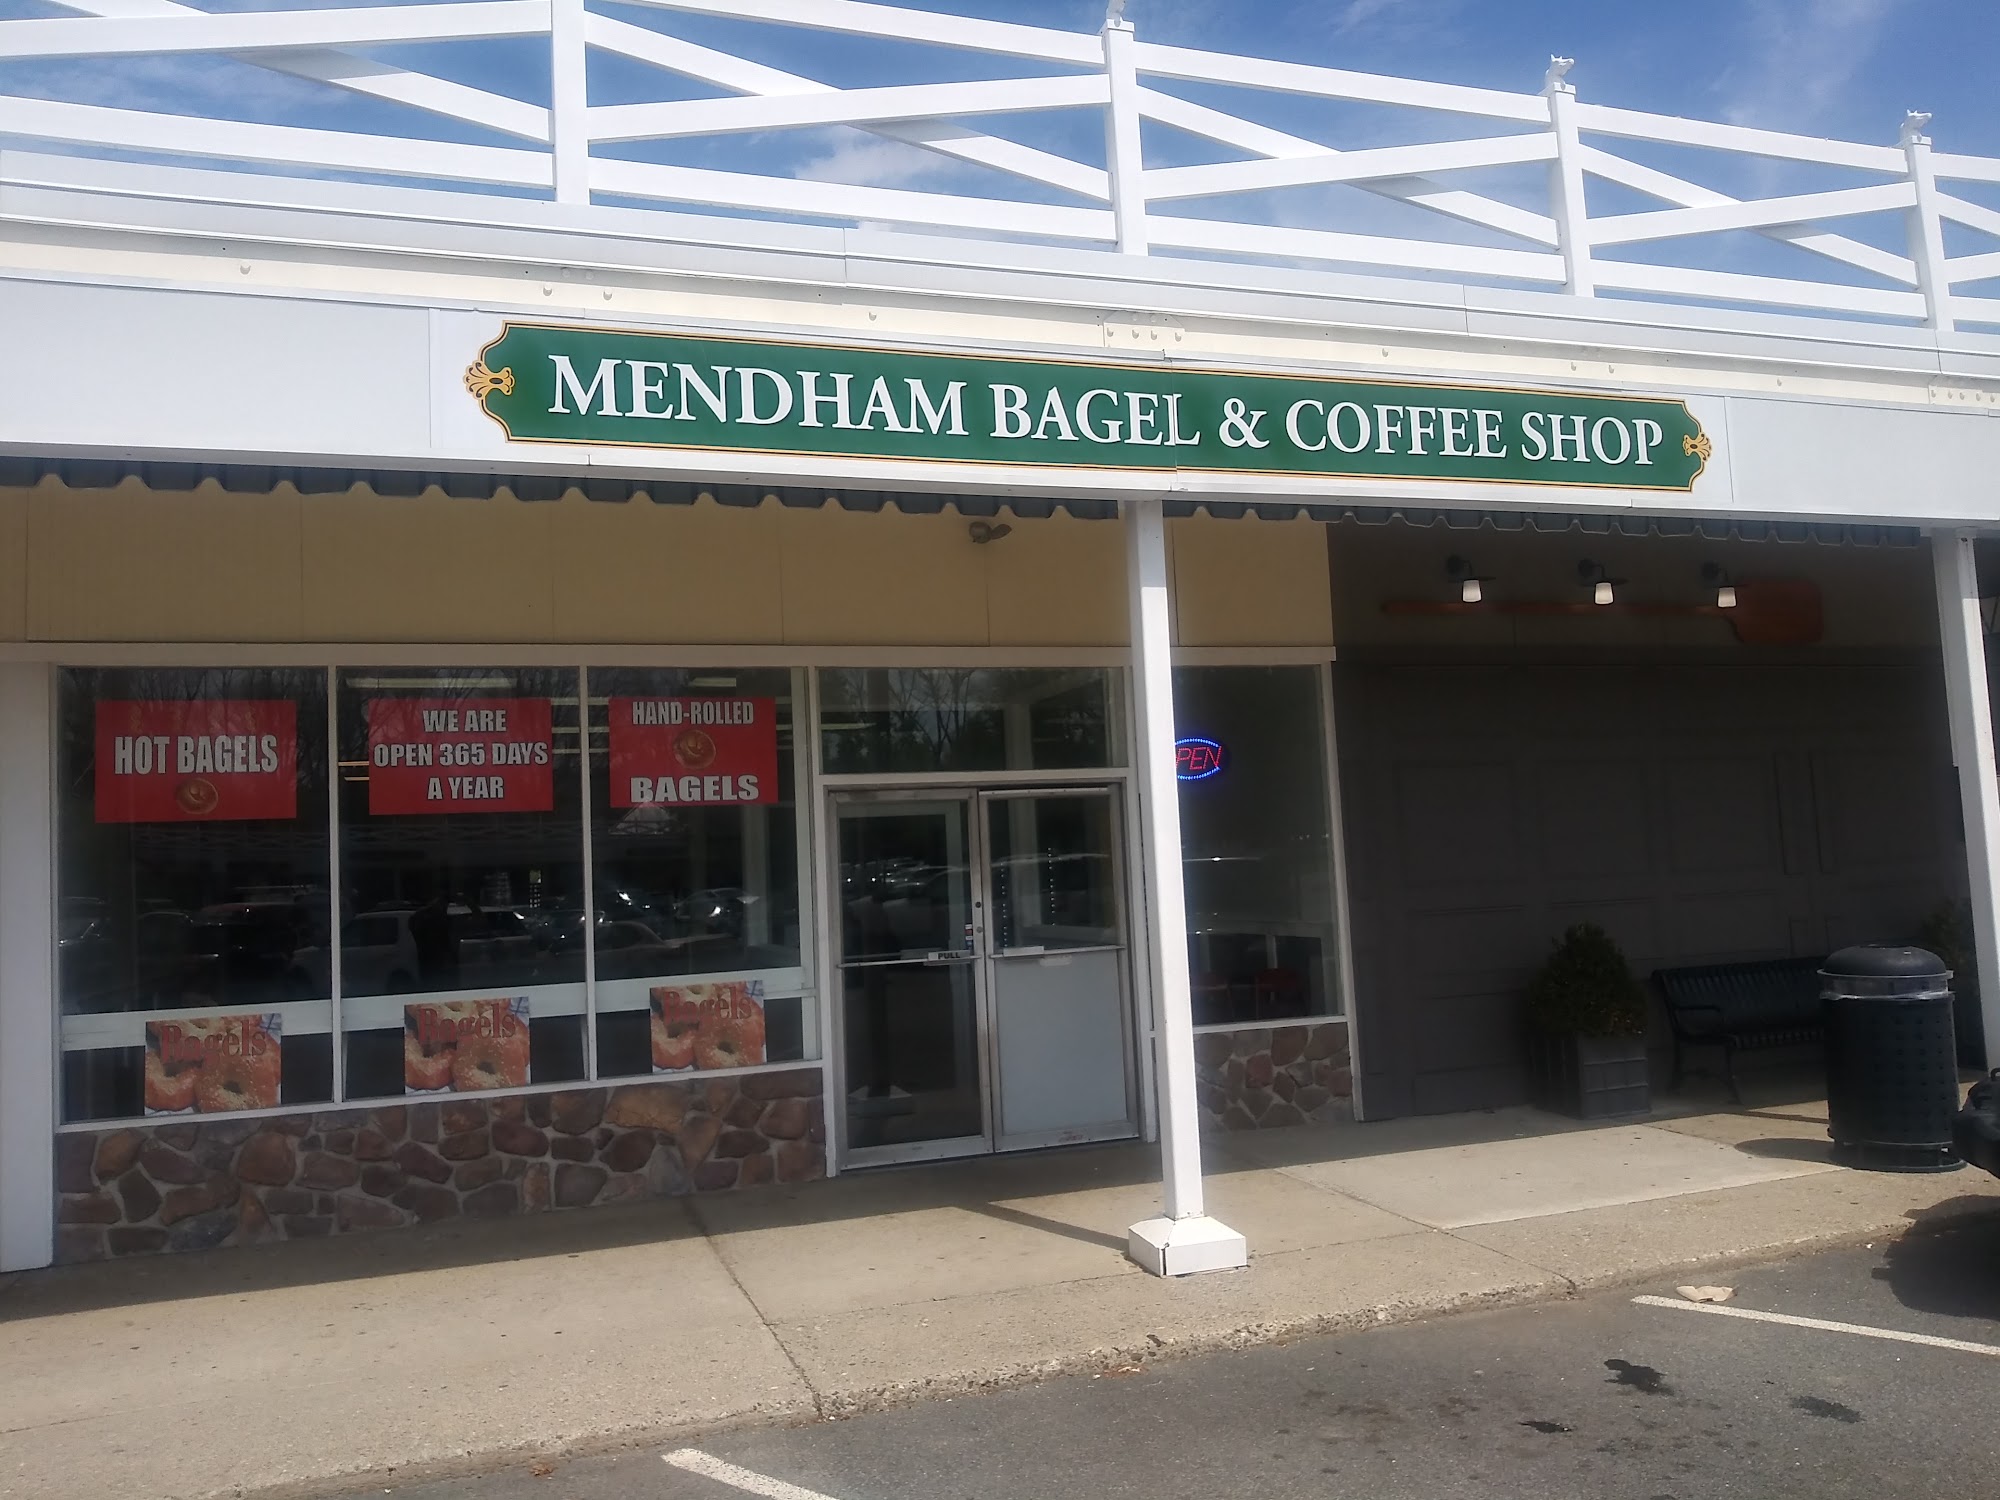 MENDHAM BAGEL & COFFEE SHOP
HOT BAGELS
WE ARE
OPEN 365 DAYS
A YEAR
HAND-ROLLED
BAGELS
PEN
PULL
Bagels
Bagels
Bagels